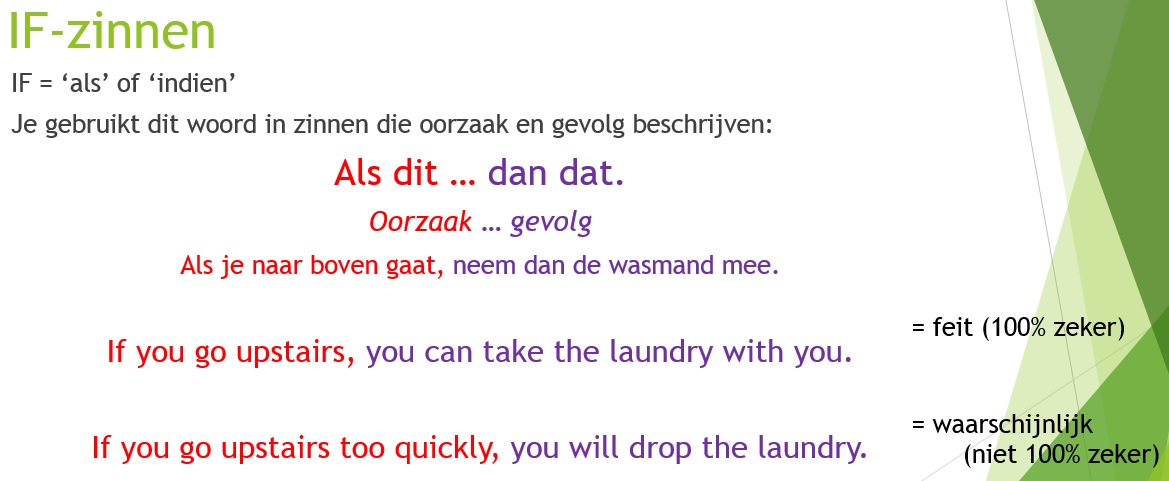 IF-zinnen
IF = ‘als’ of ‘indien’
Je gebruikt dit woord in zinnen die oorzaak en gevolg beschrijven:
Als dit … dan dat.
Oorzaak … gevolg
Als je naar boven gaat, neem dan de wasmand mee.
= feit (100% zeker)
If you go upstairs, you can take the laundry with you.
= waarschijnlijk
(niet 100% zeker)
If you go upstairs too quickly, you will drop the laundry.